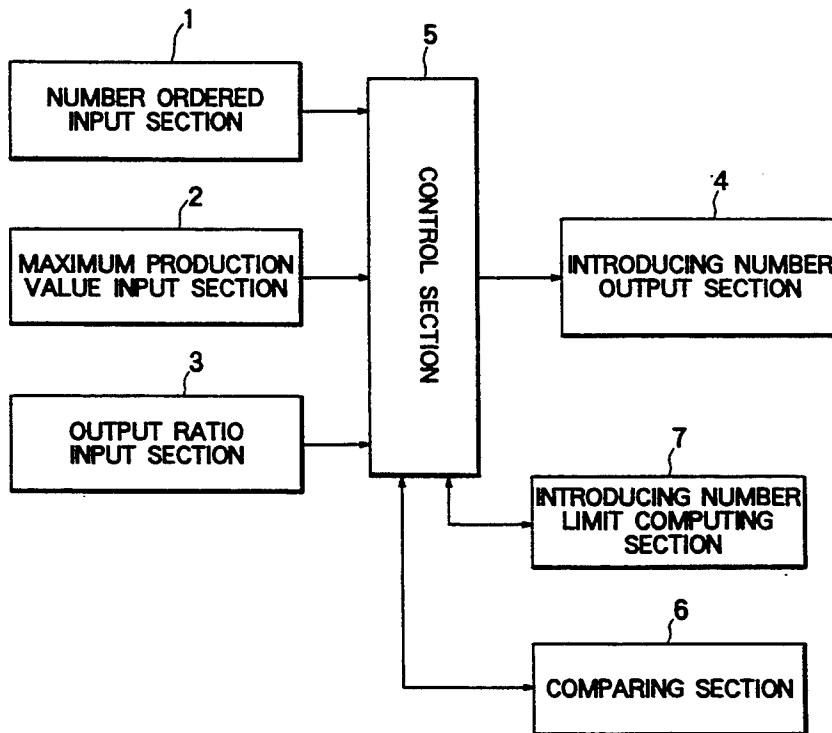 1
NUMBER ORDERED
INPUT SECTION
2
MAXIMUM PRODUCTION
VALUE INPUT SECTION
3
OUTPUT RATIO
INPUT SECTION
5
CONTROL SECTION
4
INTRODUCING NUMBER
OUTPUT SECTION
7
INTRODUCING NUMBER
LIMIT COMPUTING
SECTION
6
COMPARING SECTION